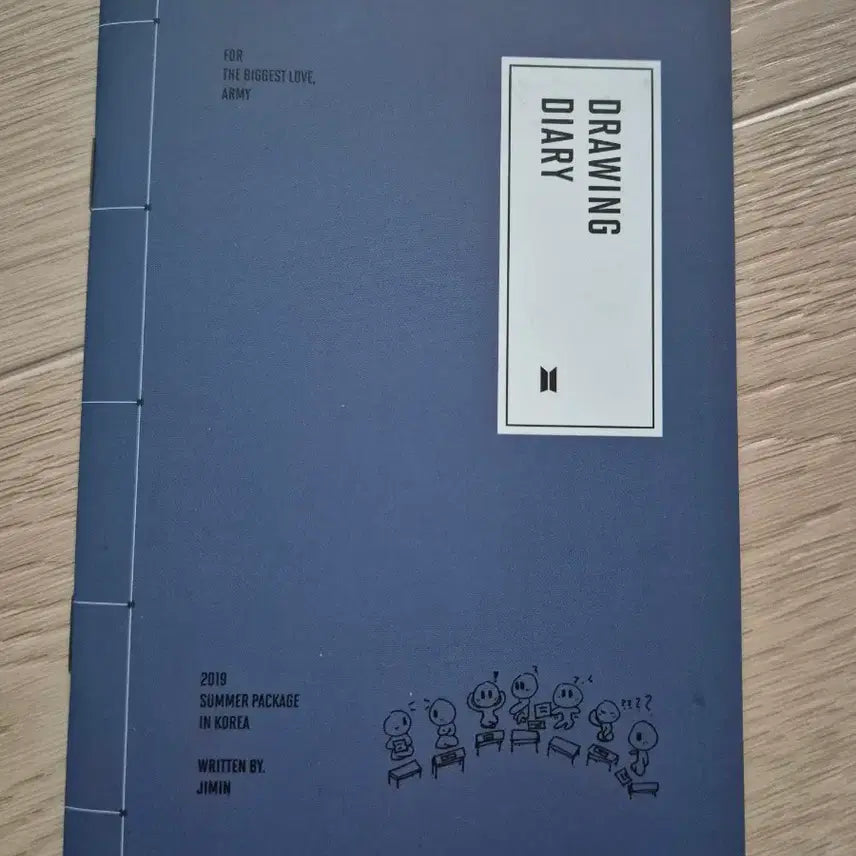 FOR
THE BIGGEST LOVE,
ARMY
DRAWING
DIARY
2019
SUMMER PACKAGE
IN KOREA
WRITTEN BY.
JIMIN
!
?
? . .
? ? ? ?